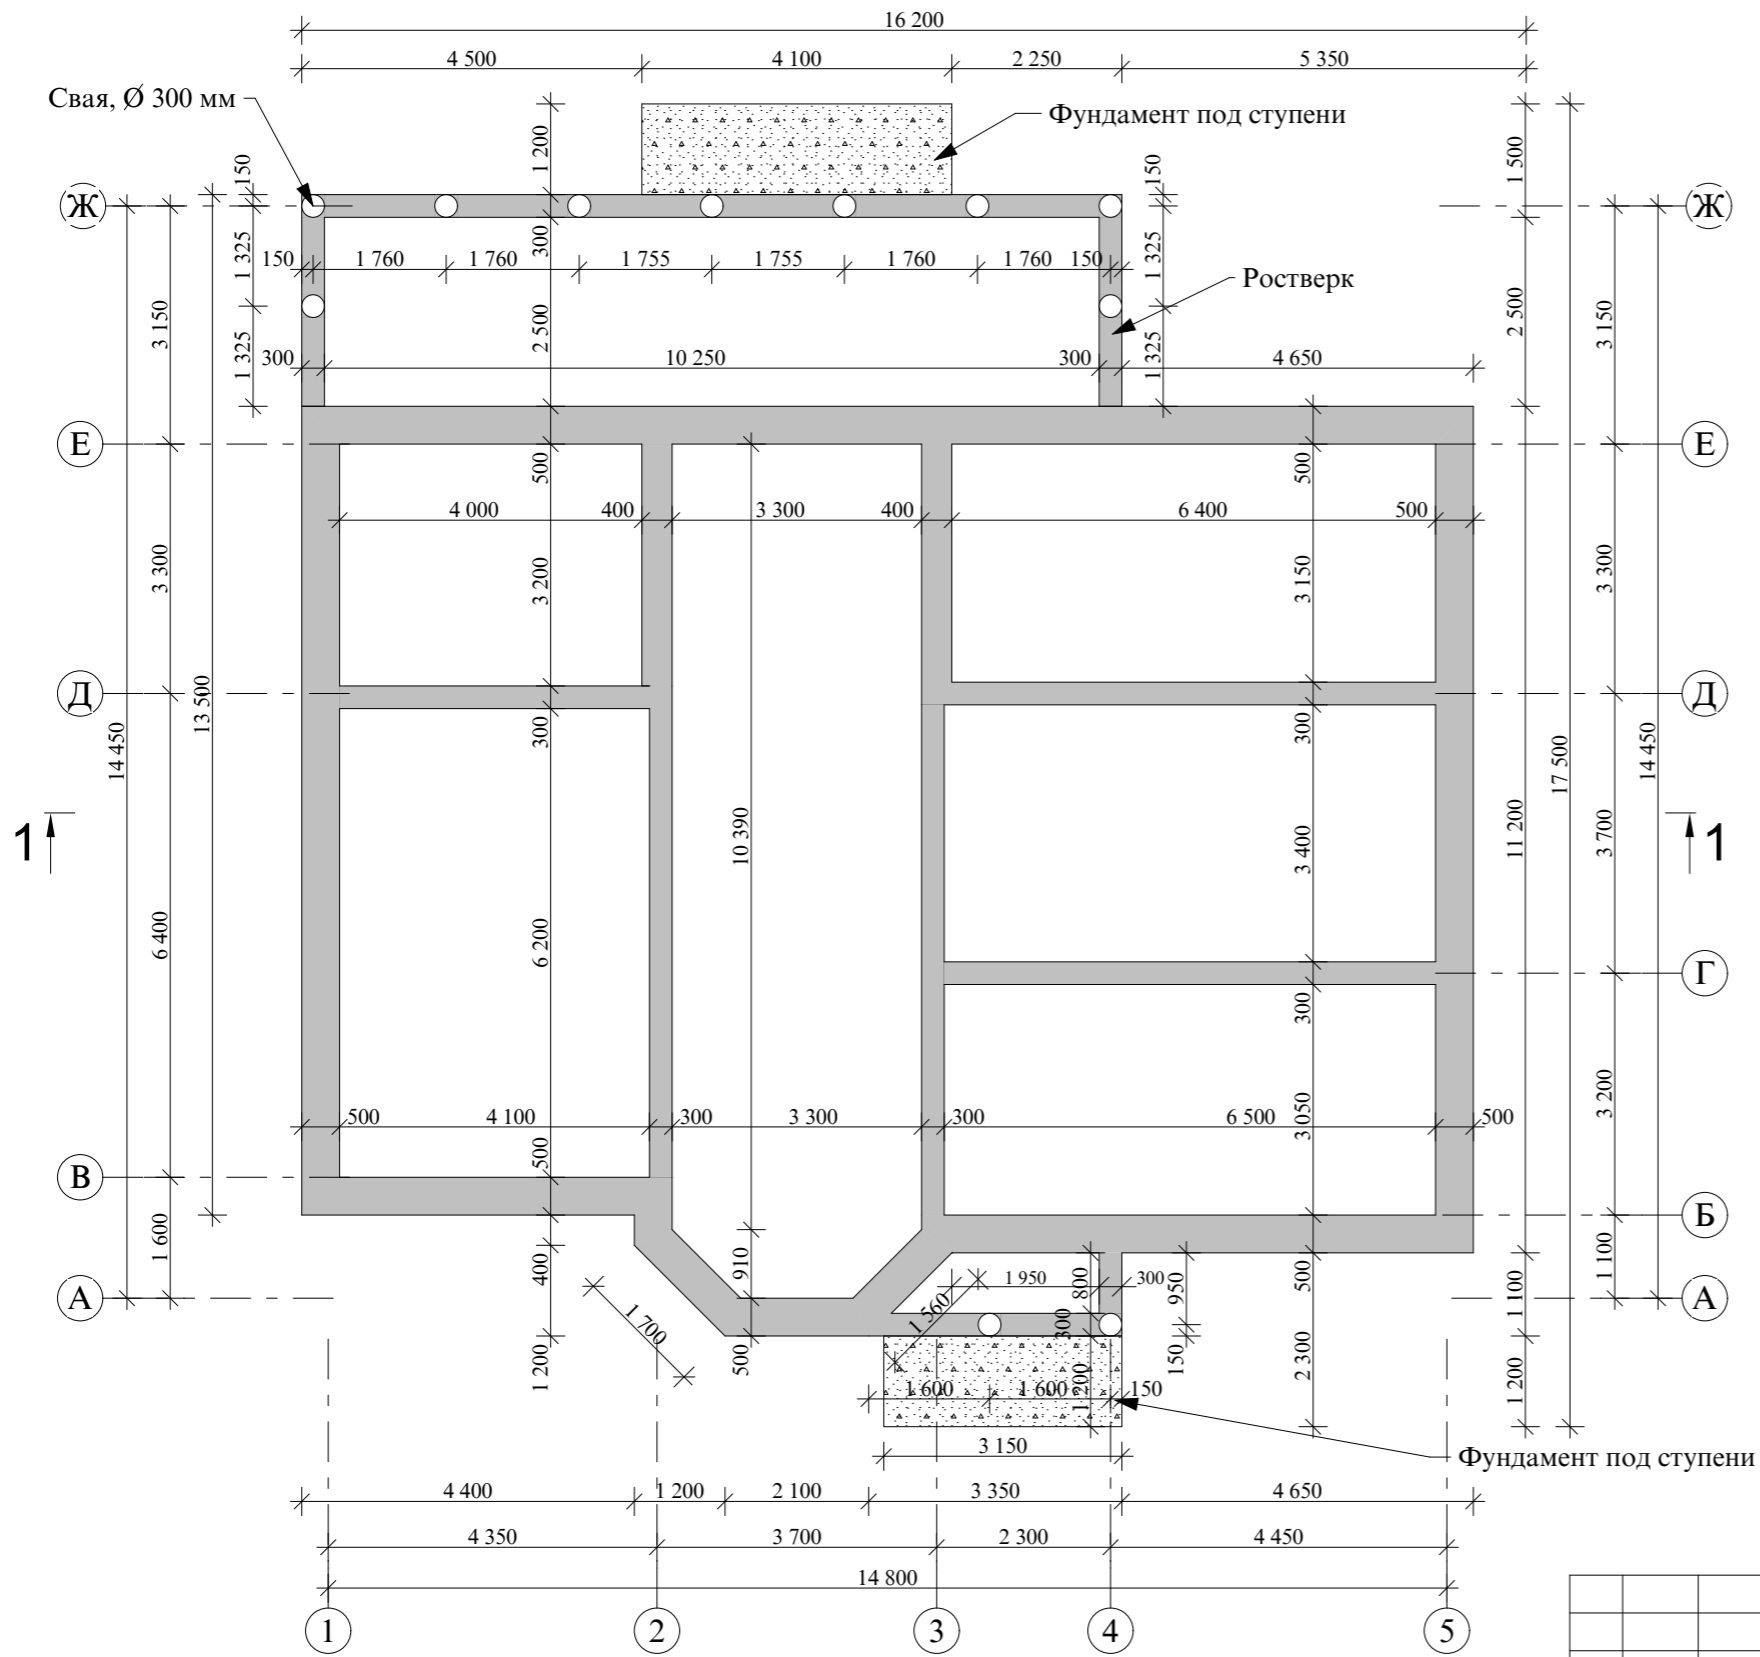 16 200
4 500 4 100 2 250 5 350
Свая, Ø 300 мм
Фундамент под ступени
1 200
1 500
150 150
Ж Ж
1 325 300 1 325
150 1 760 1 760 1 755 1 755 1 760 1 760 150
Ростверк
3 150 2 500 2 500 3 150
1 325 1 325
300 10 250 300 4 650
Е Е
500 500
4 000 400 3 300 400 6 400 500
3 300 3 200 3 150 3 300
Д Д
13 500
300 300
14 450 17 500 14 450
1 1
10 390 3 400 11 200 3 700
6 400 6 200
Г
300
3 200
3 050
500 4 100 300 3 300 300 6 500 500
500
В Б
1 600 400 910 800 950 500 1 100 1 100
1 950 300
А А
1 700 1 560
1 200 500 300 150 2 300 1 200
1 600 1 600 150
1 200
3 150
Фундамент под ступени
4 400 1 200 2 100 3 350 4 650
4 350 3 700 2 300 4 450
14 800
1 2 3 4 5